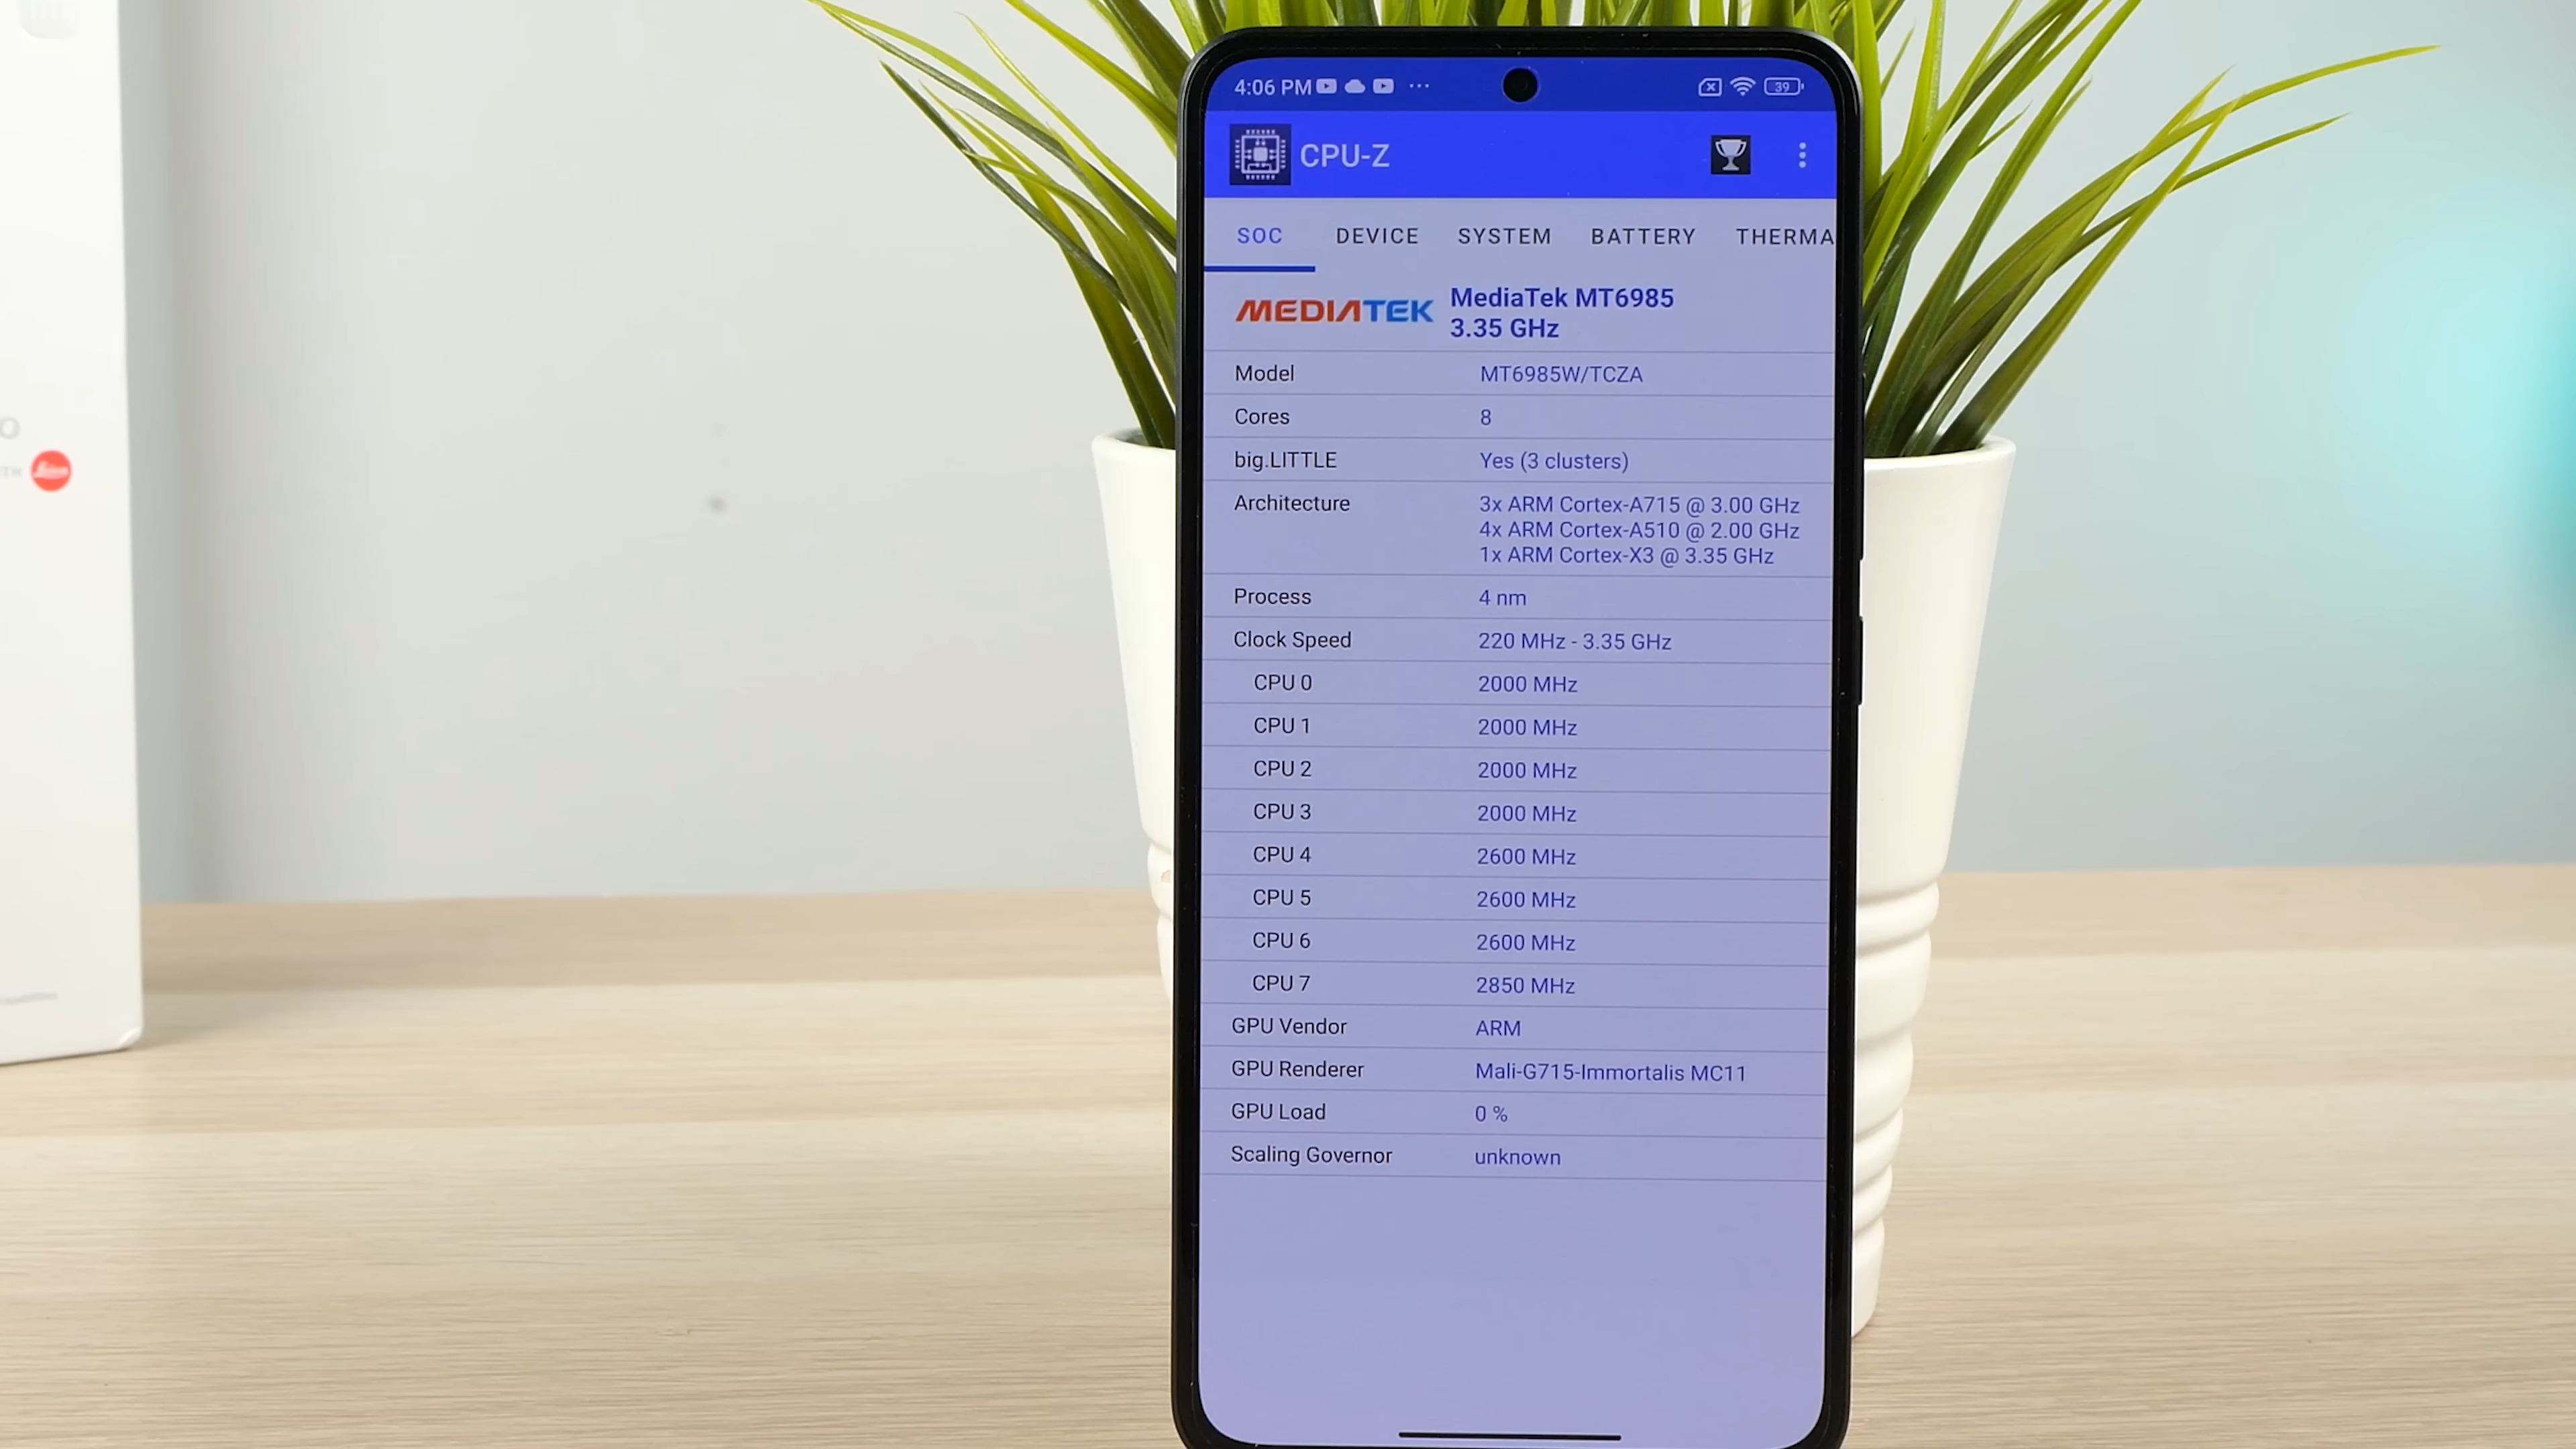 4:06 PM
39
CPU-Z
SOC DEVICE SYSTEM BATTERY THERMA
MEDIATEK
MediaTek MT6985
3.35 GHz
Model MT6985W/TCZA
Cores 8
big.LITTLE Yes (3 clusters)
Architecture 3x ARM Cortex-A715 @ 3.00 GHz
4x ARM Cortex-A510 @ 2.00 GHz
1x ARM Cortex-X3 @ 3.35 GHz
Process 4 nm
Clock Speed 220 MHz - 3.35 GHz
CPU 0 2000 MHz
CPU 1 2000 MHz
CPU 2 2000 MHz
CPU 3 2000 MHz
CPU 4 2600 MHz
CPU 5 2600 MHz
CPU 6 2600 MHz
CPU 7 2850 MHz
GPU Vendor ARM
GPU Renderer Mali-G715-Immortalis MC11
GPU Load 0 %
Scaling Governor unknown
O
TH Leica